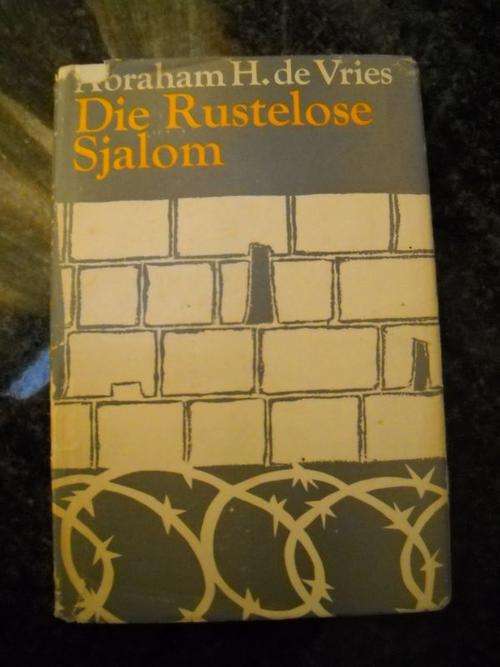 Abraham H. de Vries
Die Rustelose
Sjalom